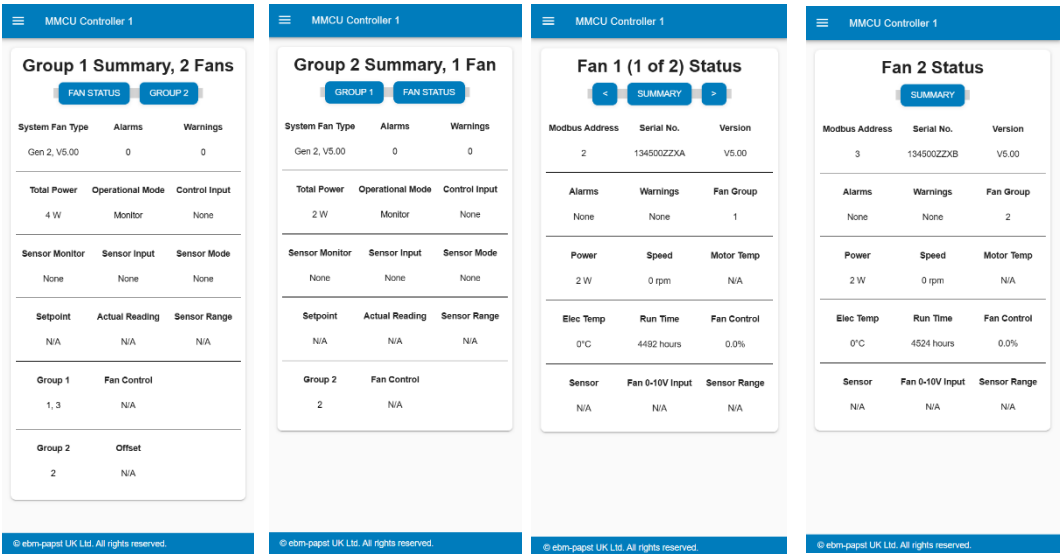 MMCU Controller 1
Group 1 Summary, 2 Fans
FAN STATUS GROUP 2
System Fan Type Alarms Warnings
Gen 2, V5.00 0 0
Total Power Operational Mode Control Input
4 W Monitor None
Sensor Monitor Sensor Input Sensor Mode
None None None
Setpoint Actual Reading Sensor Range
N/A N/A N/A
Group 1 Fan Control
1, 3 N/A
Group 2 Offset
2 N/A
© ebm-papst UK Ltd. All rights reserved.
MMCU Controller 1
Group 2 Summary, 1 Fan
GROUP 1 FAN STATUS
System Fan Type Alarms Warnings
Gen 2, V5.00 0 0
Total Power Operational Mode Control Input
2 W Monitor None
Sensor Monitor Sensor Input Sensor Mode
None None None
Setpoint Actual Reading Sensor Range
N/A N/A N/A
Group 2 Fan Control
2 N/A
© ebm-papst UK Ltd. All rights reserved.
MMCU Controller 1
Fan 1 (1 of 2) Status
< SUMMARY >
Modbus Address Serial No. Version
2 134500ZZXA V5.00
Alarms Warnings Fan Group
None None 1
Power Speed Motor Temp
2 W 0 rpm N/A
Elec Temp Run Time Fan Control
0°C 4492 hours 0.0%
Sensor Fan 0-10V Input Sensor Range
N/A N/A N/A
© ebm-papst UK Ltd. All rights reserved.
MMCU Controller 1
Fan 2 Status
SUMMARY
Modbus Address Serial No. Version
3 134500ZZXB V5.00
Alarms Warnings Fan Group
None None 2
Power Speed Motor Temp
2 W 0 rpm N/A
Elec Temp Run Time Fan Control
0°C 4524 hours 0.0%
Sensor Fan 0-10V Input Sensor Range
N/A N/A N/A
© ebm-papst UK Ltd. All rights reserved.